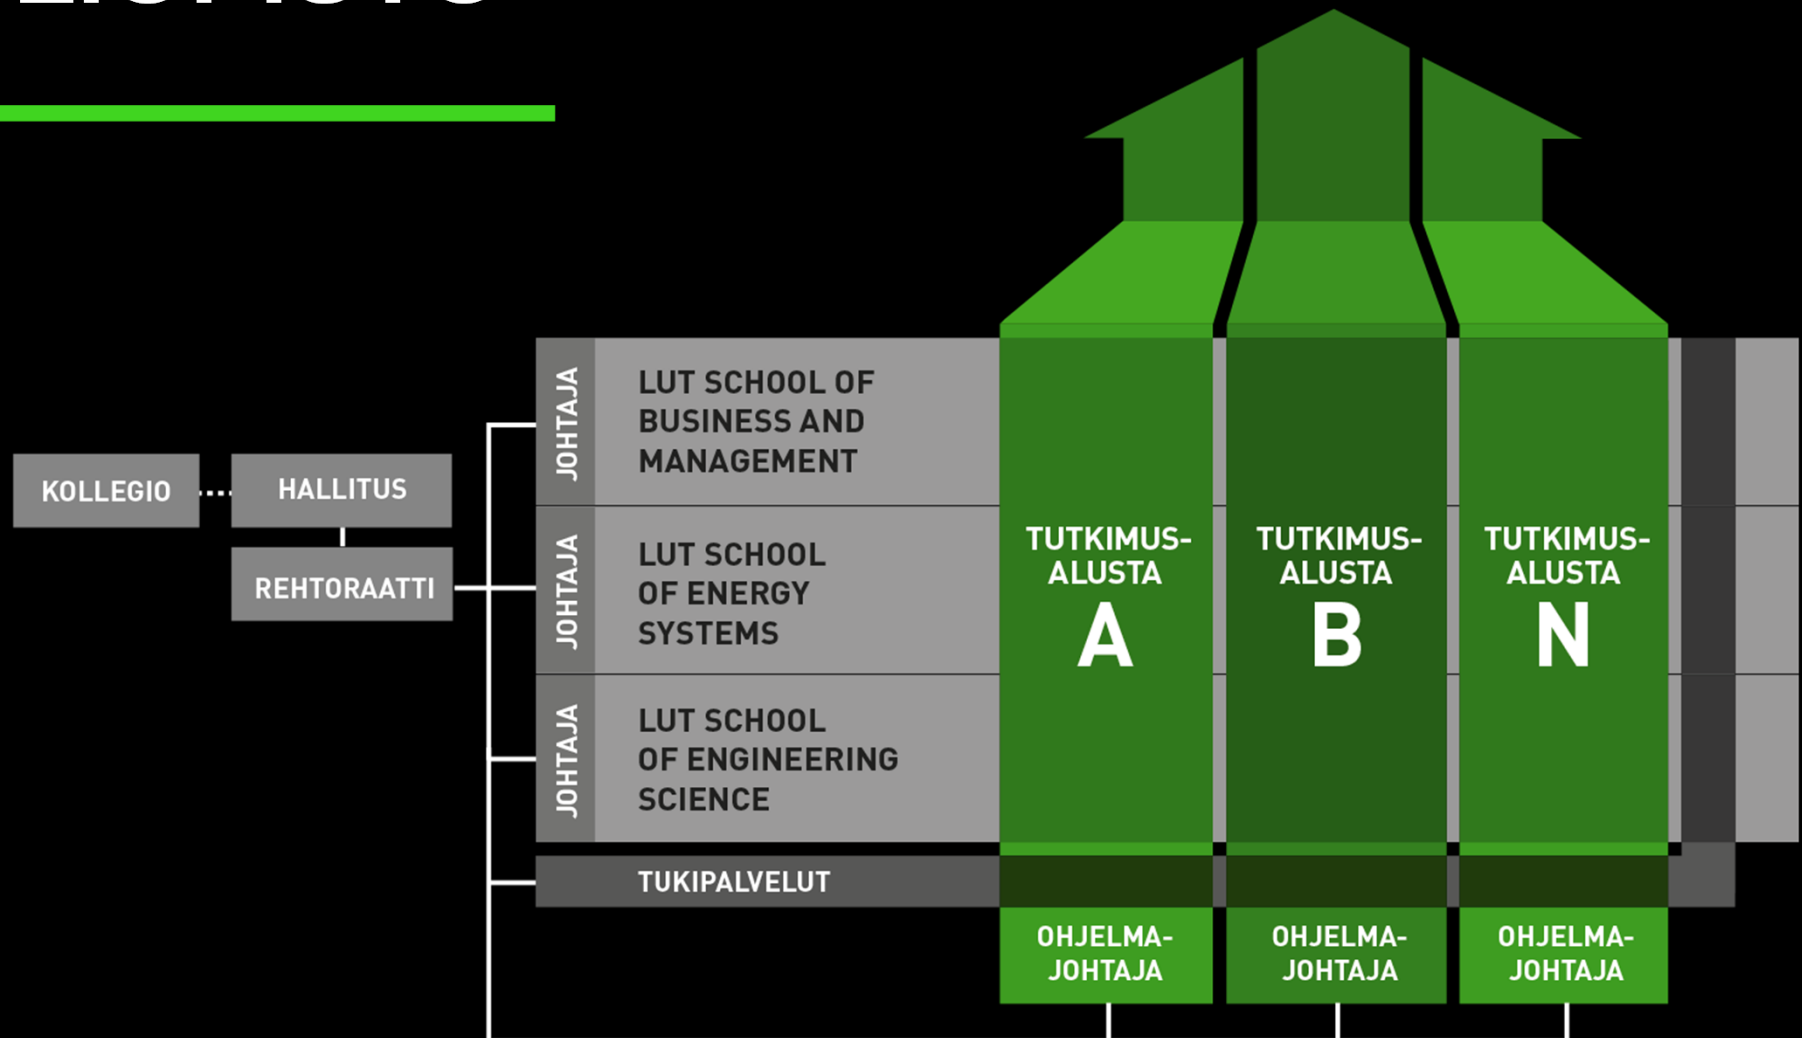 KOLLEGIO
HALLITUS
REHTORAATTI
JOHTAJA
LUT SCHOOL OF
BUSINESS AND
MANAGEMENT
JOHTAJA
LUT SCHOOL
OF ENERGY
SYSTEMS
JOHTAJA
LUT SCHOOL
OF ENGINEERING
SCIENCE
TUKIPALVELUT
TUTKIMUS-
ALUSTA
A
TUTKIMUS-
ALUSTA
B
TUTKIMUS-
ALUSTA
N
OHJELMA-
JOHTAJA
OHJELMA-
JOHTAJA
OHJELMA-
JOHTAJA